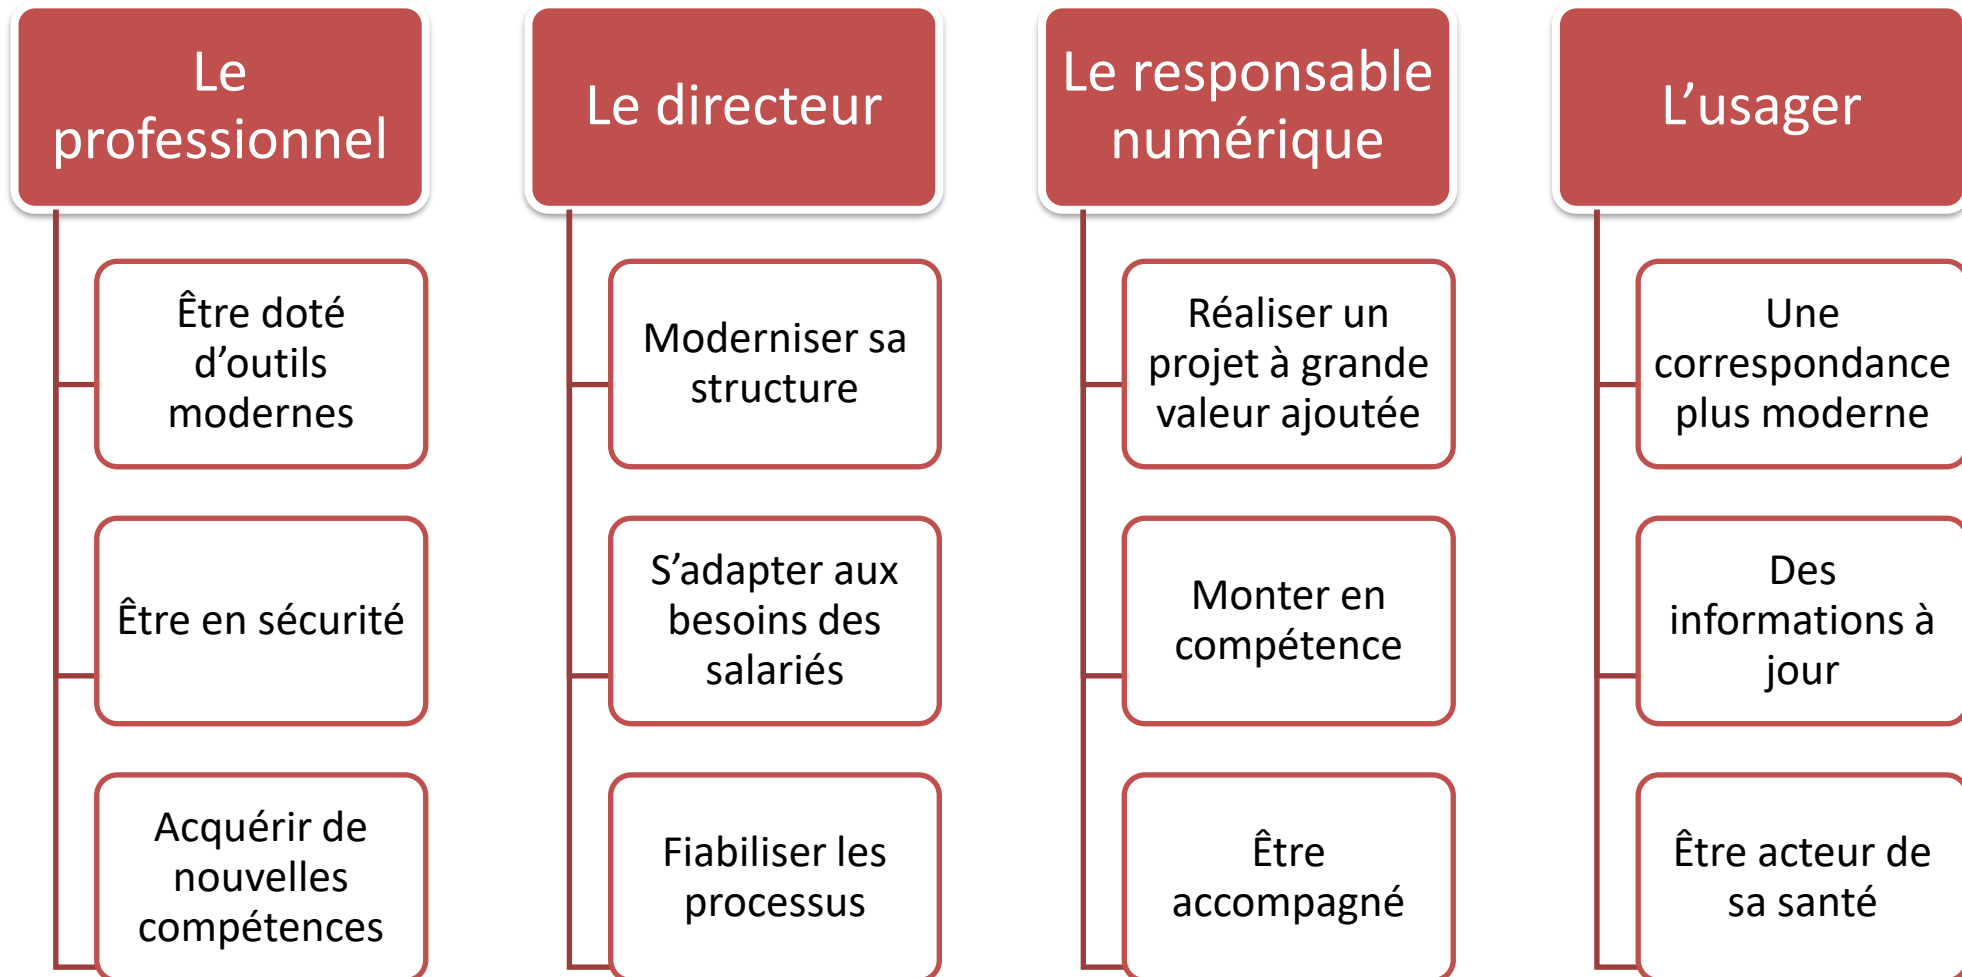 Le
professionnel
Être doté
d’outils
modernes
Être en sécurité
Acquérir de
nouvelles
compétences
Le directeur
Moderniser sa
structure
S’adapter aux
besoins des
salariés
Fiabiliser les
processus
Le responsable
numérique
Réaliser un
projet à grande
valeur ajoutée
Monter en
compétence
Être
accompagné
L’usager
Une
correspondance
plus moderne
Des
informations à
jour
Être acteur de
sa santé